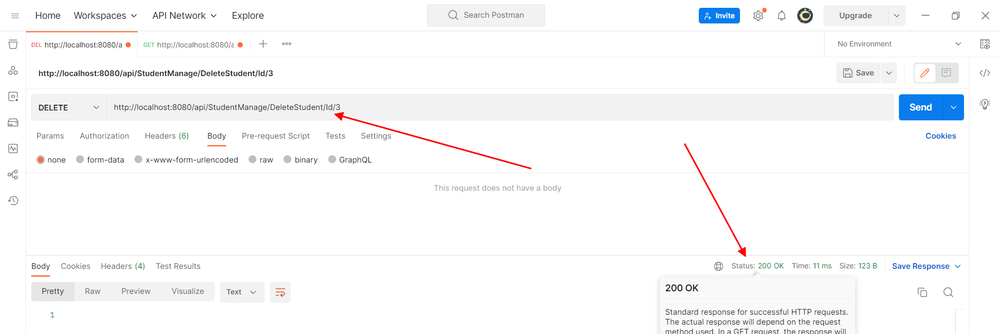 Home Workspaces API Network Explore Search Postman Invite Upgrade
DEL http://localhost:8080/a GET http://localhost:8080/a No Environment
http://localhost:8080/api/StudentManage/DeleteStudent/Id/3 Save
DELETE http://localhost:8080/api/StudentManage/DeleteStudent/Id/3 Send
Params Authorization Headers (6) Body Pre-request Script Tests Settings Cookies
none form-data x-www-form-urlencoded raw binary GraphQL
This request does not have a body
Body Cookies Headers (4) Test Results Status: 200 OK Time: 11 ms Size: 123 B Save Response
Pretty Raw Preview Visualize Text
1
200 OK
Standard response for successful HTTP requests.
The actual response will depend on the request
method used. In a GET request, the response will